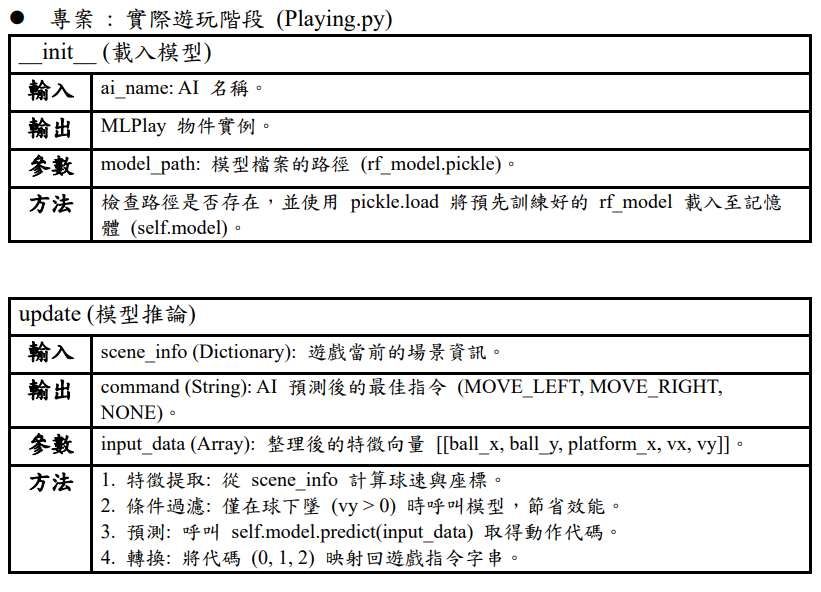 ● 專案 : 實際遊玩階段 (Playing.py)
__init__ (載入模型)
輸入 ai_name: AI 名稱。
輸出 MLPlay 物件實例。
參數 model_path: 模型檔案的路徑 (rf_model.pickle)。
方法 檢查路徑是否存在，並使用 pickle.load 將預先訓練好的 rf_model 載入至記憶
體 (self.model)。
update (模型推論)
輸入 scene_info (Dictionary): 遊戲當前的場景資訊。
輸出 command (String): AI 預測後的最佳指令 (MOVE_LEFT, MOVE_RIGHT,
NONE)。
參數 input_data (Array): 整理後的特徵向量 [[ball_x, ball_y, platform_x, vx, vy]]。
方法 1. 特徵提取: 從 scene_info 計算球速與座標。
2. 條件過濾: 僅在球下墜 (vy > 0) 時呼叫模型，節省效能。
3. 預測: 呼叫 self.model.predict(input_data) 取得動作代碼。
4. 轉換: 將代碼 (0, 1, 2) 映射回遊戲指令字串。